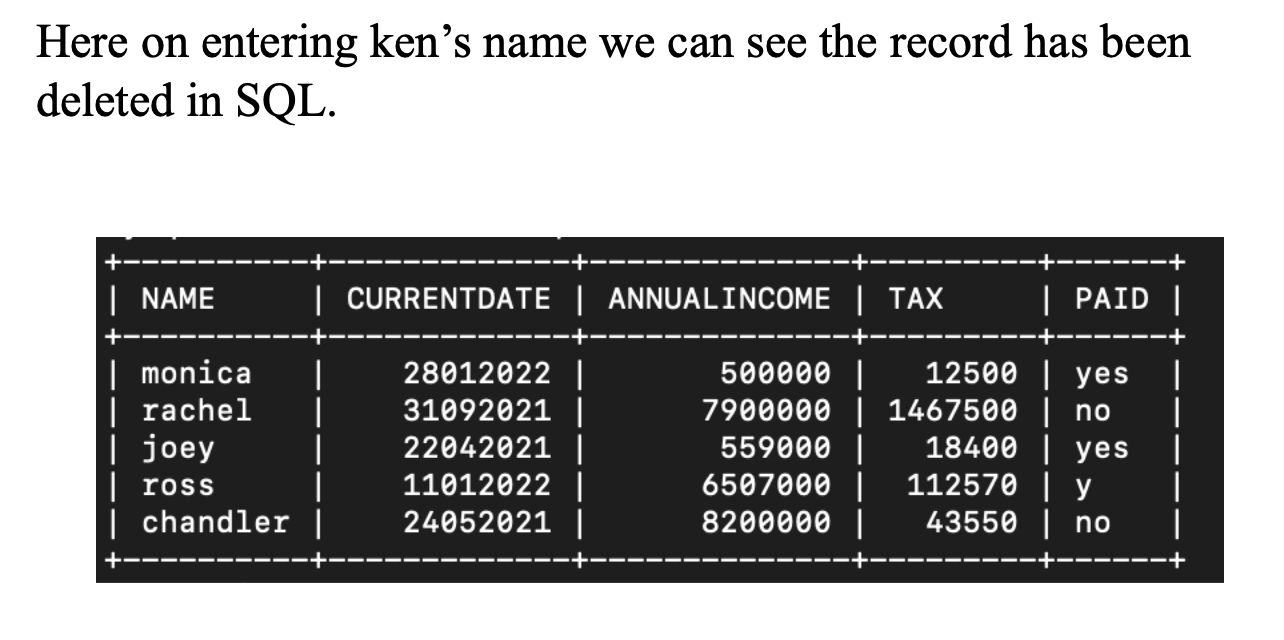 Here on entering ken’s name we can see the record has been
deleted in SQL.
+----------+-------------+---------------+---------+------+
| NAME     | CURRENTDATE | ANNUALINCOME | TAX     | PAID |
+----------+-------------+---------------+---------+------+
| monica   |    28012022 |       500000 |   12500 | yes  |
| rachel   |    31092021 |      7900000 | 1467500 | no   |
| joey     |    22042021 |       559000 |   18400 | yes  |
| ross     |    11012022 |      6507000 |  112570 | y    |
| chandler |    24052021 |      8200000 |   43550 | no   |
+----------+-------------+---------------+---------+------+